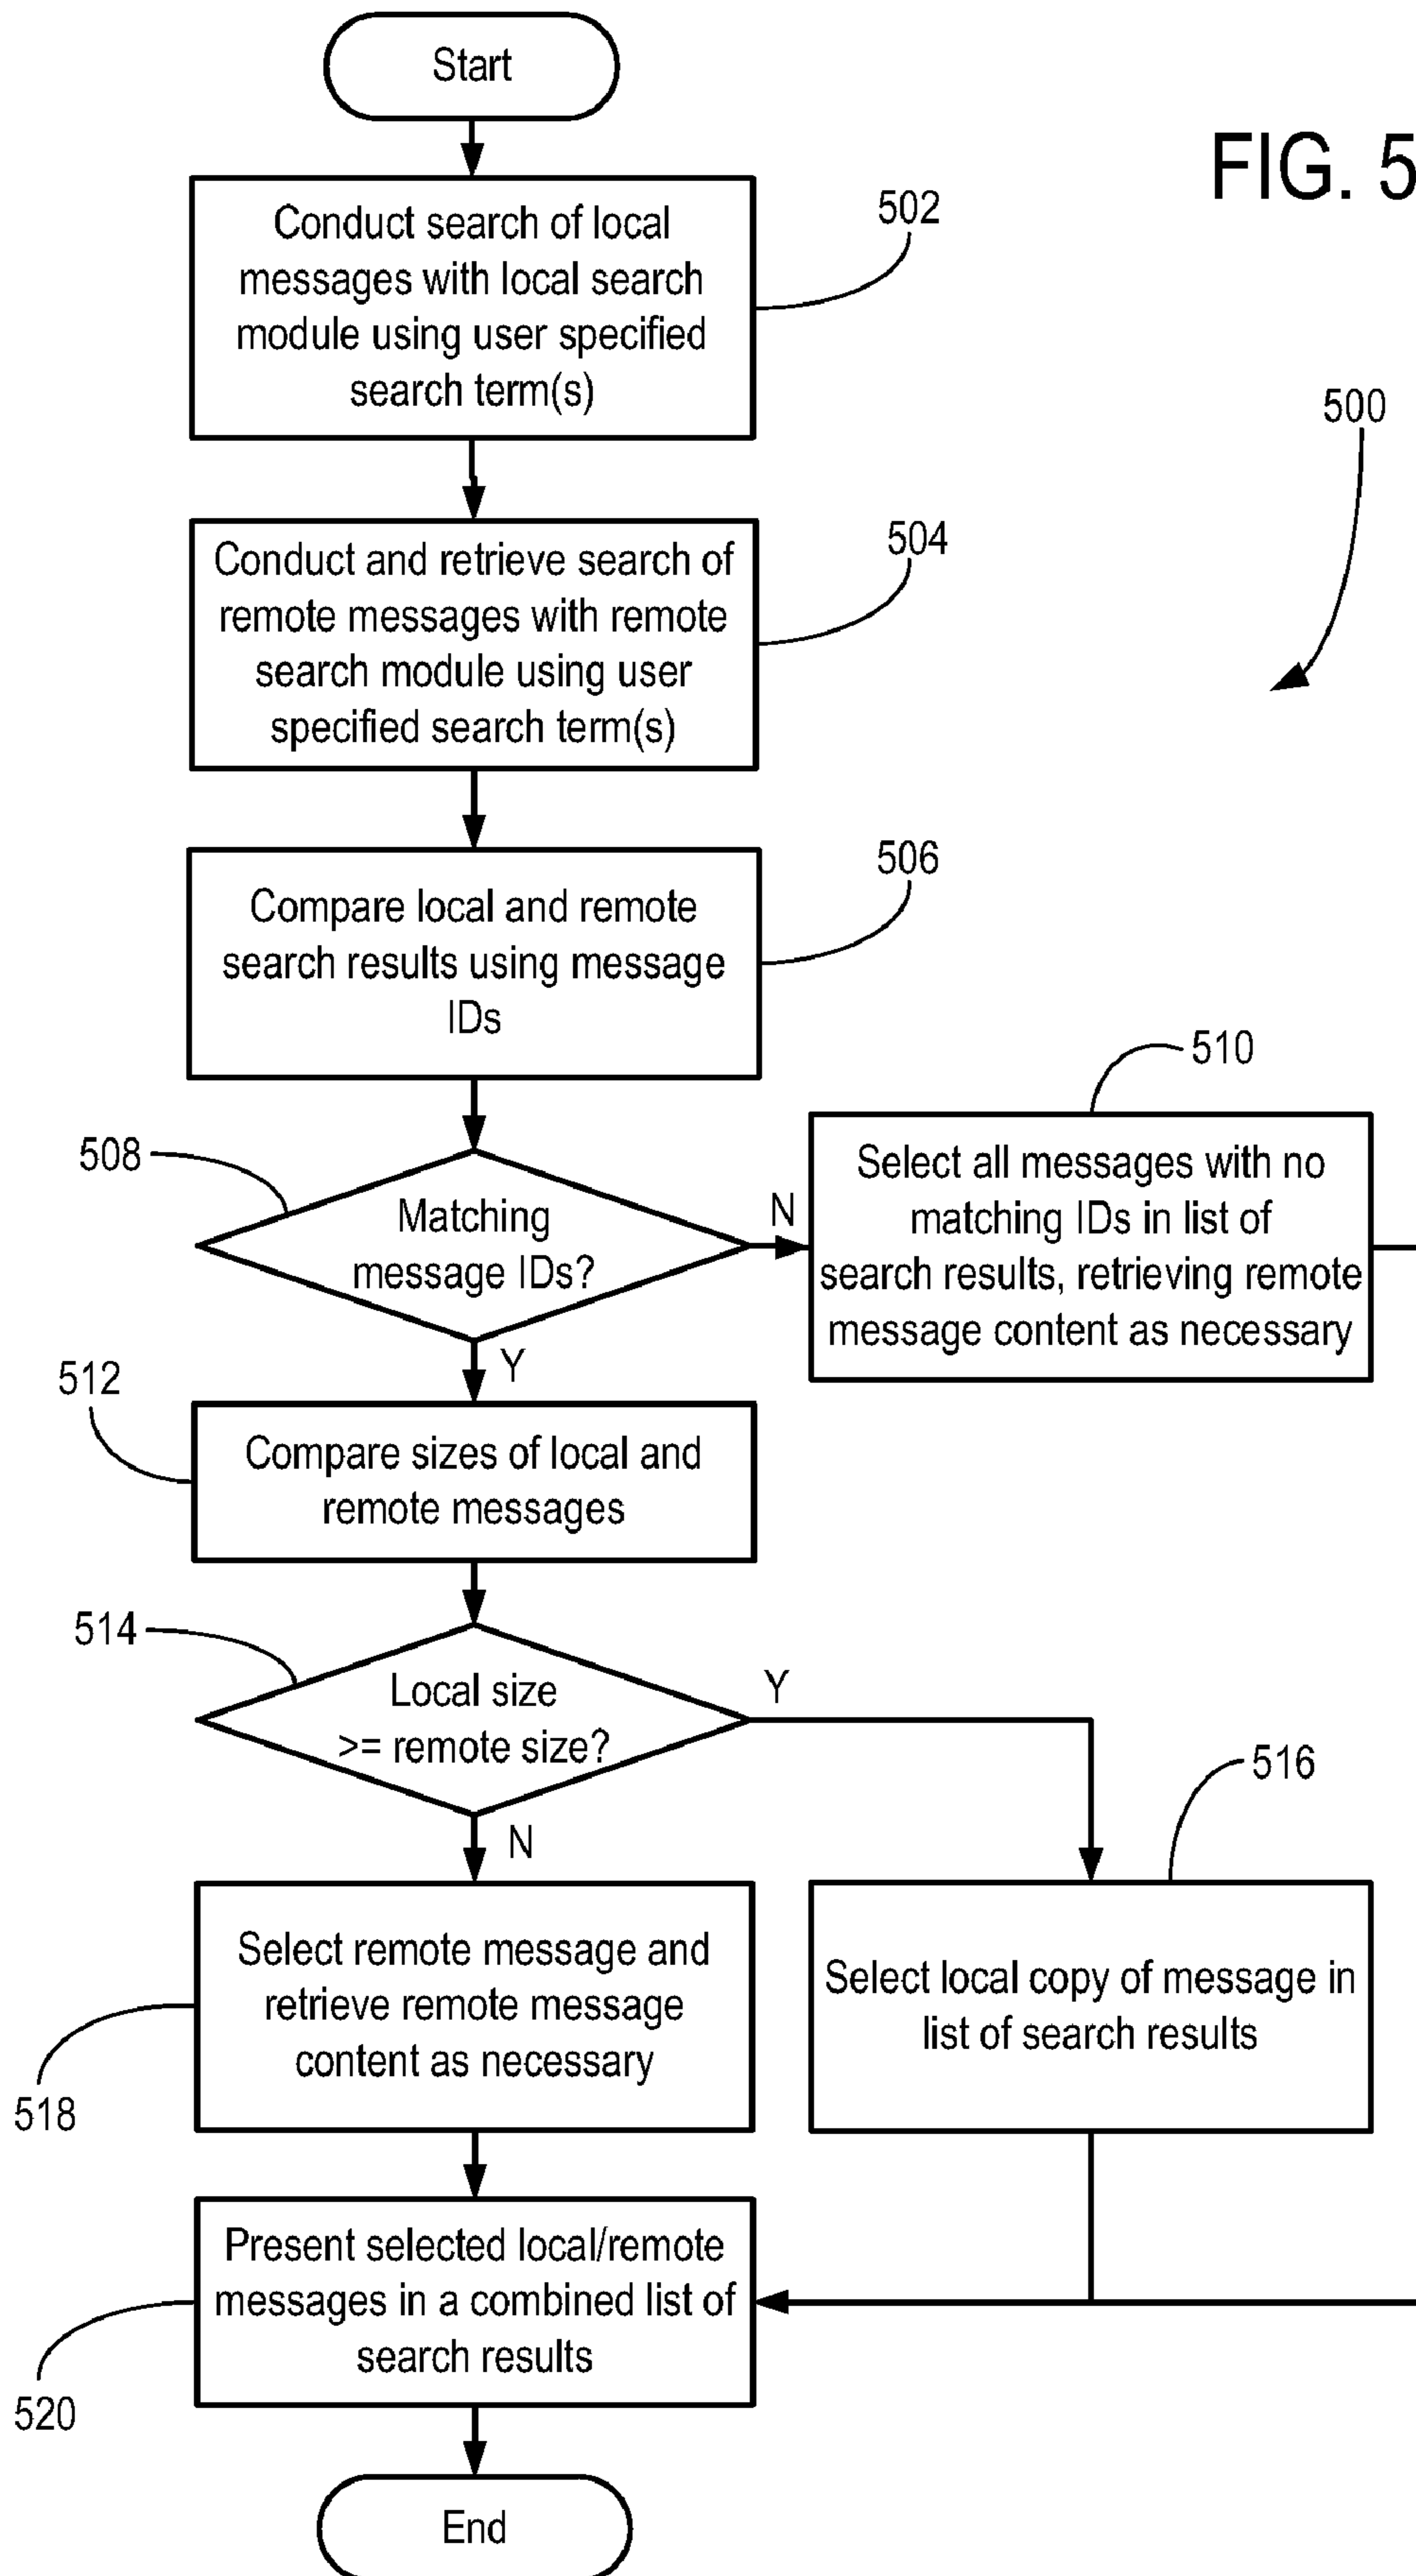 Start
FIG. 5
Conduct search of local
messages with local search
module using user specified
search term(s)
502
500
Conduct and retrieve search of
remote messages with remote
search module using user
specified search term(s)
504
Compare local and remote
search results using message
IDs
506
508
Matching
message IDs?
N
Y
510
Select all messages with no
matching IDs in list of
search results, retrieving remote
message content as necessary
512
Compare sizes of local and
remote messages
514
Local size
>= remote size?
Y
N
516
Select local copy of message in
list of search results
Select remote message and
retrieve remote message
content as necessary
518
Present selected local/remote
messages in a combined list of
search results
520
End